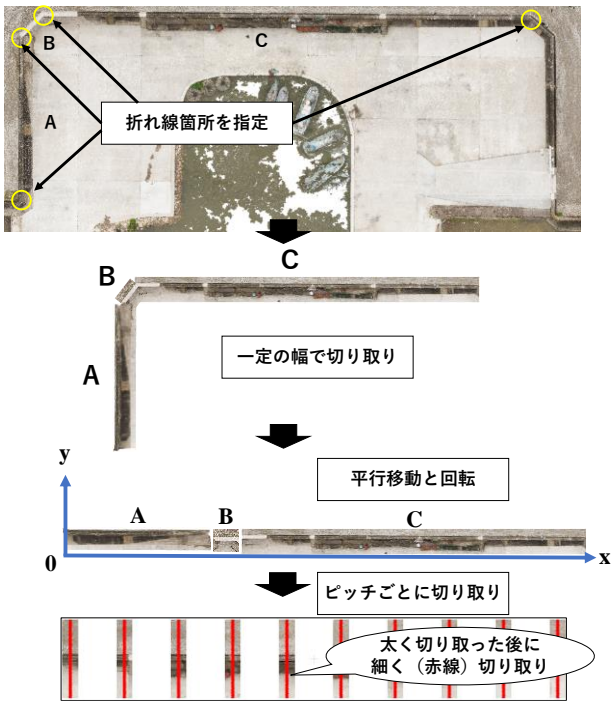 B
C
A
折れ線箇所を指定
C
B
A
一定の幅で切り取り
平行移動と回転
y
A
B
C
0
x
ピッチごとに切り取り
太く切り取った後に
細く（赤線）切り取り